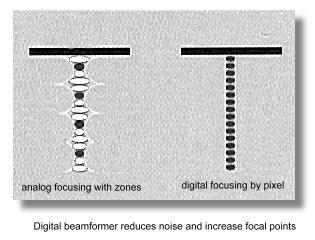 analog focusing with zones
digital focusing by pixel
Digital beamformer reduces noise and increase focal points